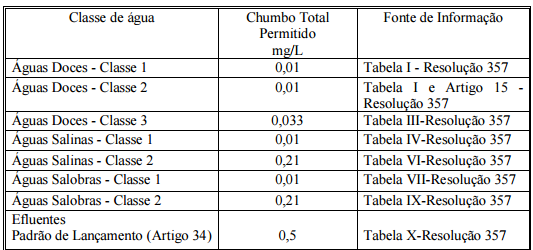 Classe de água Chumbo Total Fonte de Informação
Permitido
mg/L
Águas Doces - Classe 1 0,01 Tabela I - Resolução 357
Águas Doces - Classe 2 0,01 Tabela I e Artigo 15 -
Resolução 357
Águas Doces - Classe 3 0,033 Tabela III-Resolução 357
Águas Salinas - Classe 1 0,01 Tabela IV-Resolução 357
Águas Salinas - Classe 2 0,21 Tabela VI-Resolução 357
Águas Salobras - Classe 1 0,01 Tabela VII-Resolução 357
Águas Salobras - Classe 2 0,21 Tabela IX-Resolução 357
Efluentes
Padrão de Lançamento (Artigo 34) 0,5 Tabela X-Resolução 357